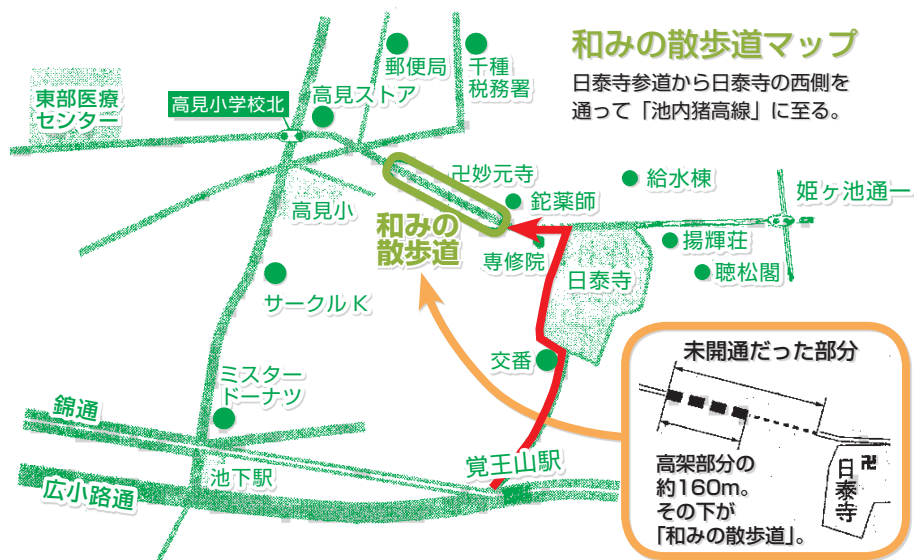 和みの散歩道マップ
日泰寺参道から日泰寺の西側を
通って「池内猪高線」に至る。
郵便局
千種
税務署
東部医療
センター
高見小学校北
高見ストア
卍妙元寺
鉈薬師
給水棟
姫ヶ池通一
高見小
和みの
散歩道
専修院
揚輝荘
聴松閣
日泰寺
サークルK
交番
ミスター
ドーナツ
錦通
池下駅
覚王山駅
広小路通
未開通だった部分
高架部分の
約160m。
その下が
「和みの散歩道」。
卍
日泰寺